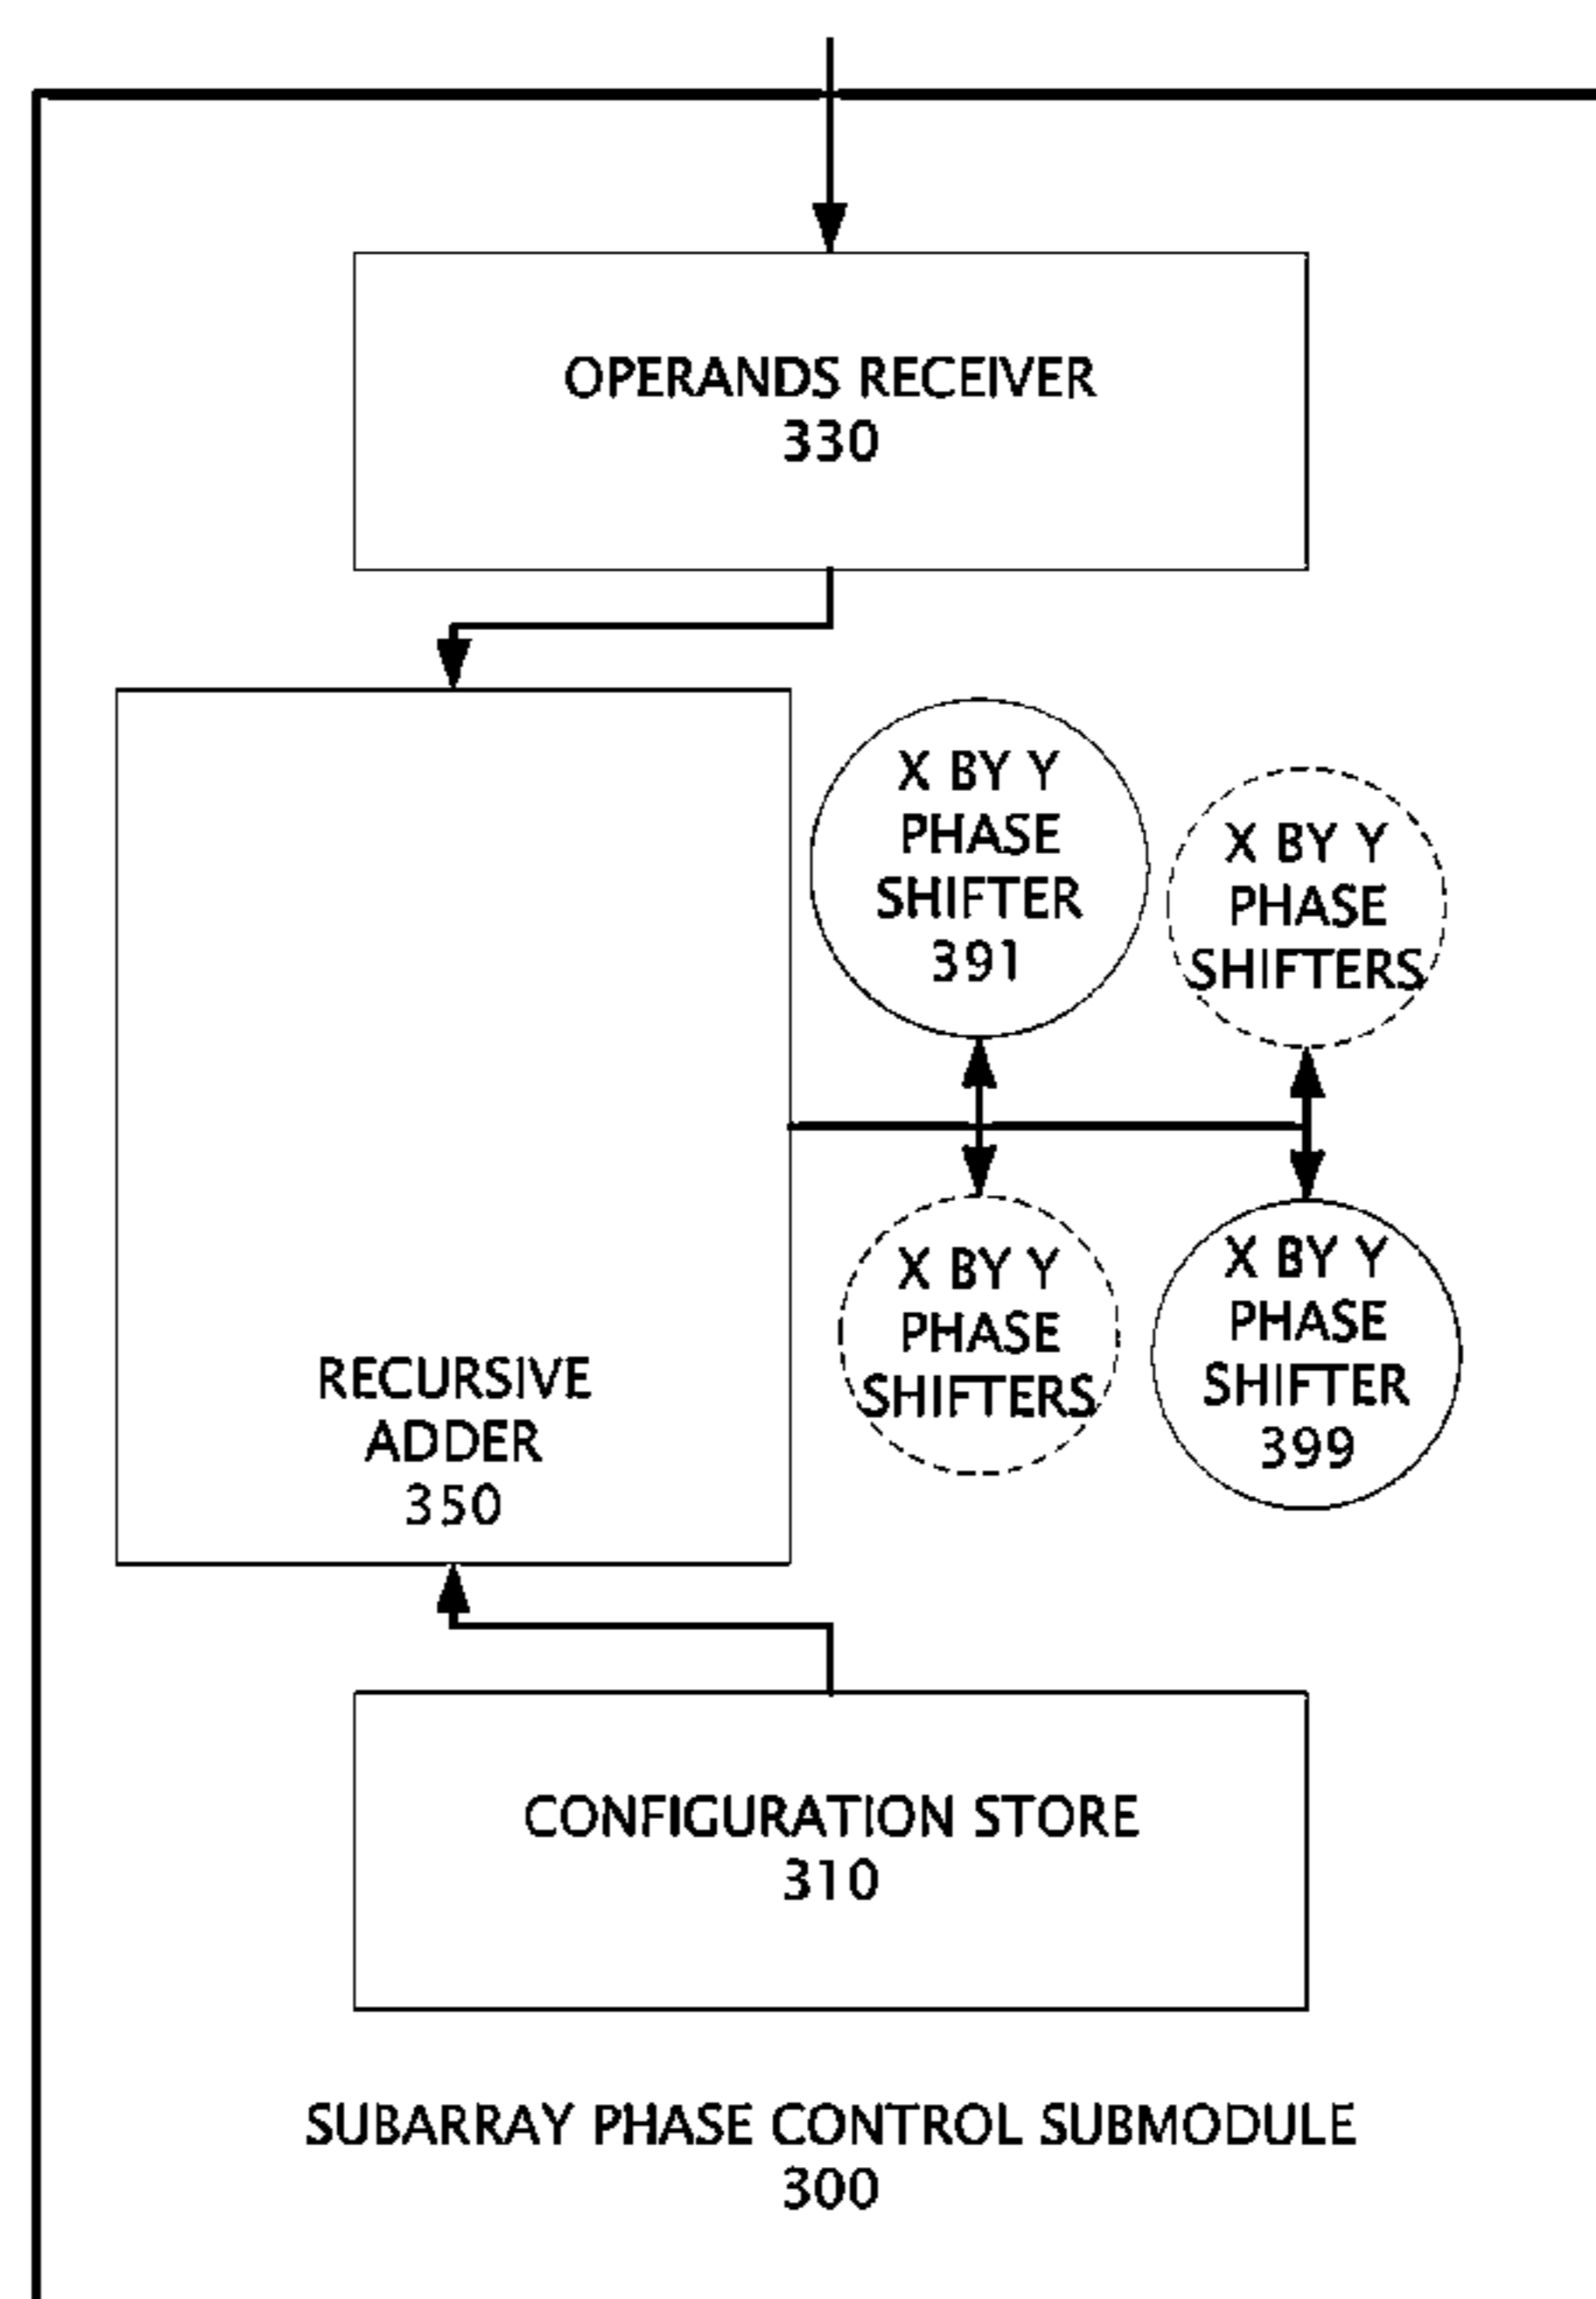 OPERANDS RECEIVER
330
X BY Y
PHASE
SHIFTER
391
X BY Y
PHASE
SHIFTERS
X BY Y
PHASE
SHIFTERS
X BY Y
PHASE
SHIFTER
399
RECURSIVE
ADDER
350
CONFIGURATION STORE
310
SUBARRAY PHASE CONTROL SUBMODULE
300